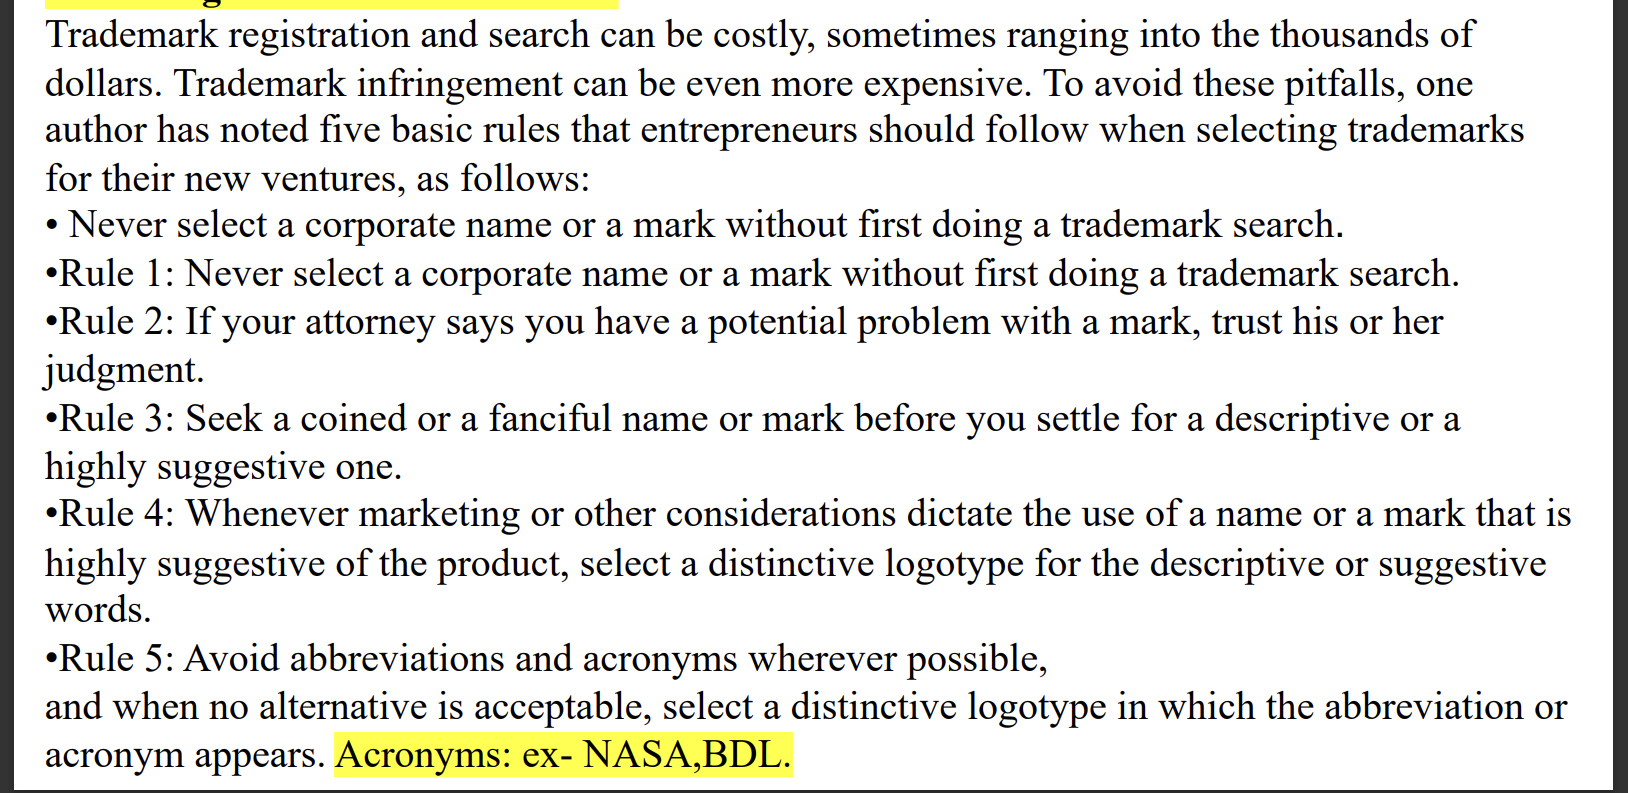 Trademark registration and search can be costly, sometimes ranging into the thousands of
dollars. Trademark infringement can be even more expensive. To avoid these pitfalls, one
author has noted five basic rules that entrepreneurs should follow when selecting trademarks
for their new ventures, as follows:
• Never select a corporate name or a mark without first doing a trademark search.
•Rule 1: Never select a corporate name or a mark without first doing a trademark search.
•Rule 2: If your attorney says you have a potential problem with a mark, trust his or her
judgment.
•Rule 3: Seek a coined or a fanciful name or mark before you settle for a descriptive or a
highly suggestive one.
•Rule 4: Whenever marketing or other considerations dictate the use of a name or a mark that is
highly suggestive of the product, select a distinctive logotype for the descriptive or suggestive
words.
•Rule 5: Avoid abbreviations and acronyms wherever possible,
and when no alternative is acceptable, select a distinctive logotype in which the abbreviation or
acronym appears. Acronyms: ex- NASA,BDL.